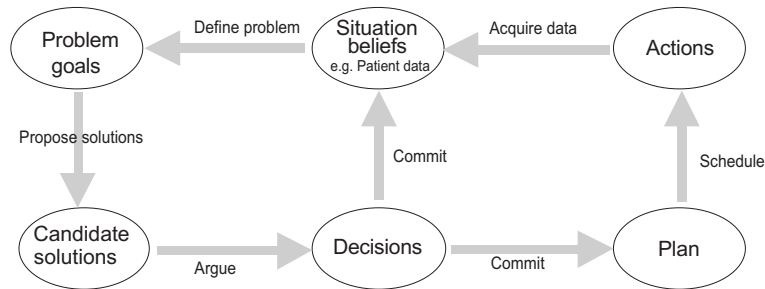 Problem
goals
Define problem
Situation
beliefs
e.g. Patient data
Acquire data
Actions
Propose solutions
Commit
Schedule
Candidate
solutions
Argue
Decisions
Commit
Plan